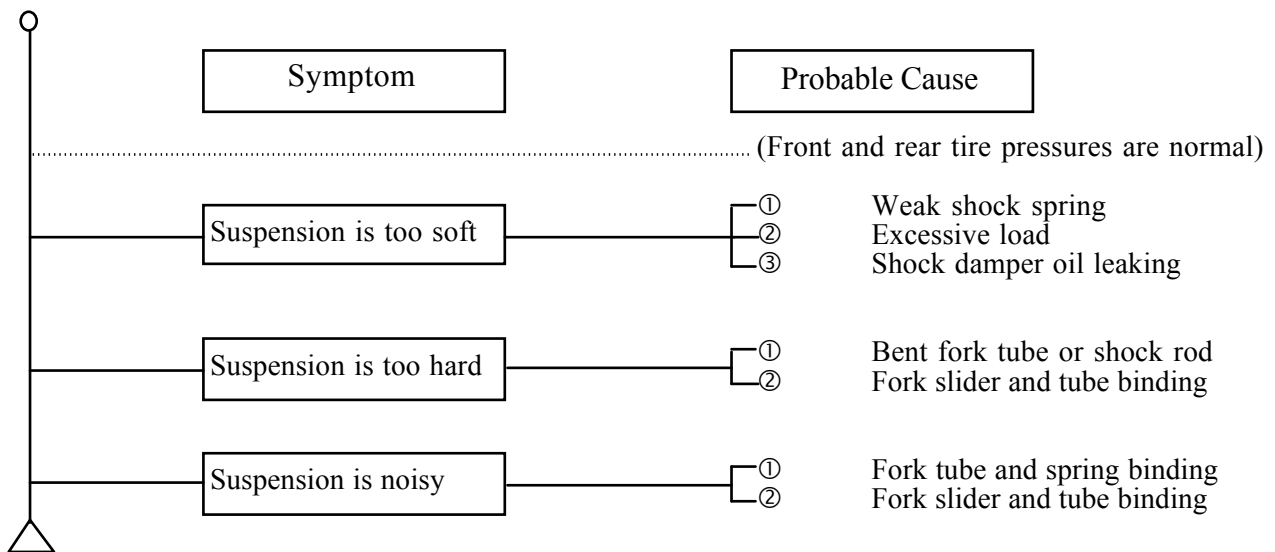 Symptom
Probable Cause
(Front and rear tire pressures are normal)
Suspension is too soft
① Weak shock spring
② Excessive load
③ Shock damper oil leaking
Suspension is too hard
① Bent fork tube or shock rod
② Fork slider and tube binding
Suspension is noisy
① Fork tube and spring binding
② Fork slider and tube binding